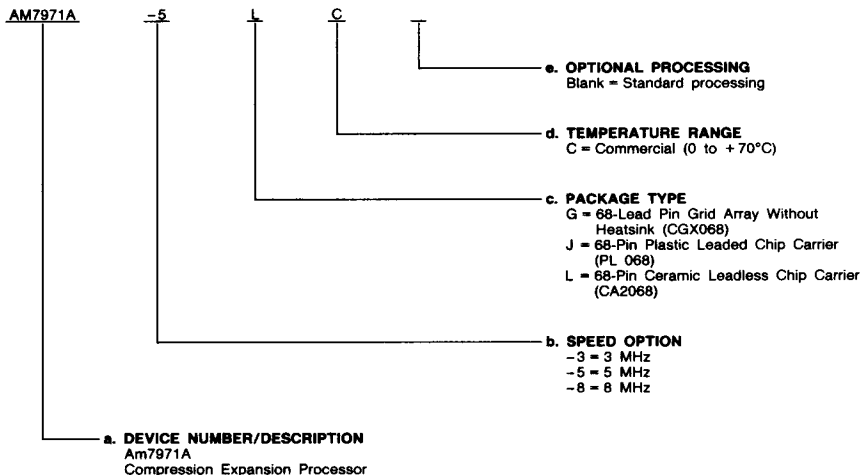 AM7971A -5 L C
e. OPTIONAL PROCESSING
Blank = Standard processing
d. TEMPERATURE RANGE
C = Commercial (0 to +70°C)
c. PACKAGE TYPE
G = 68-Lead Pin Grid Array Without
Heatsink (CGX068)
J = 68-Pin Plastic Leaded Chip Carrier
(PL 068)
L = 68-Pin Ceramic Leadless Chip Carrier
(CA2068)
b. SPEED OPTION
-3 = 3 MHz
-5 = 5 MHz
-8 = 8 MHz
a. DEVICE NUMBER/DESCRIPTION
Am7971A
Compression Expansion Processor